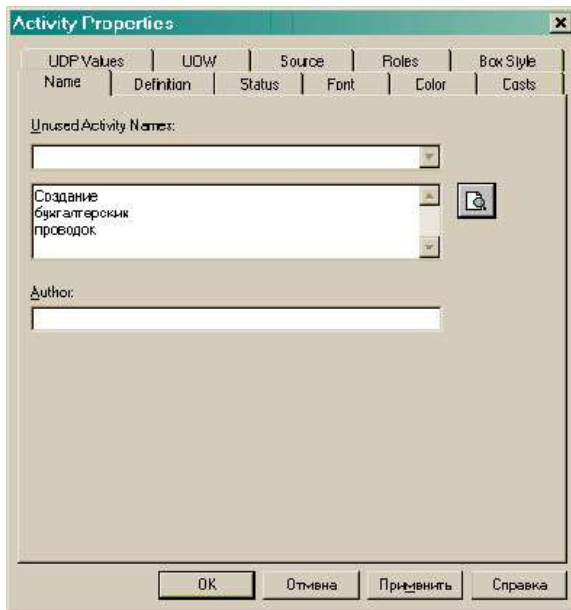 Activity Properties
UDP Values UOW Source Roles Box Style
Name Definition Status Font Color Costs
Unused Activity Names:
Создание
бухгалтерских
проводок
Author:
OK Отмена Применить Справка